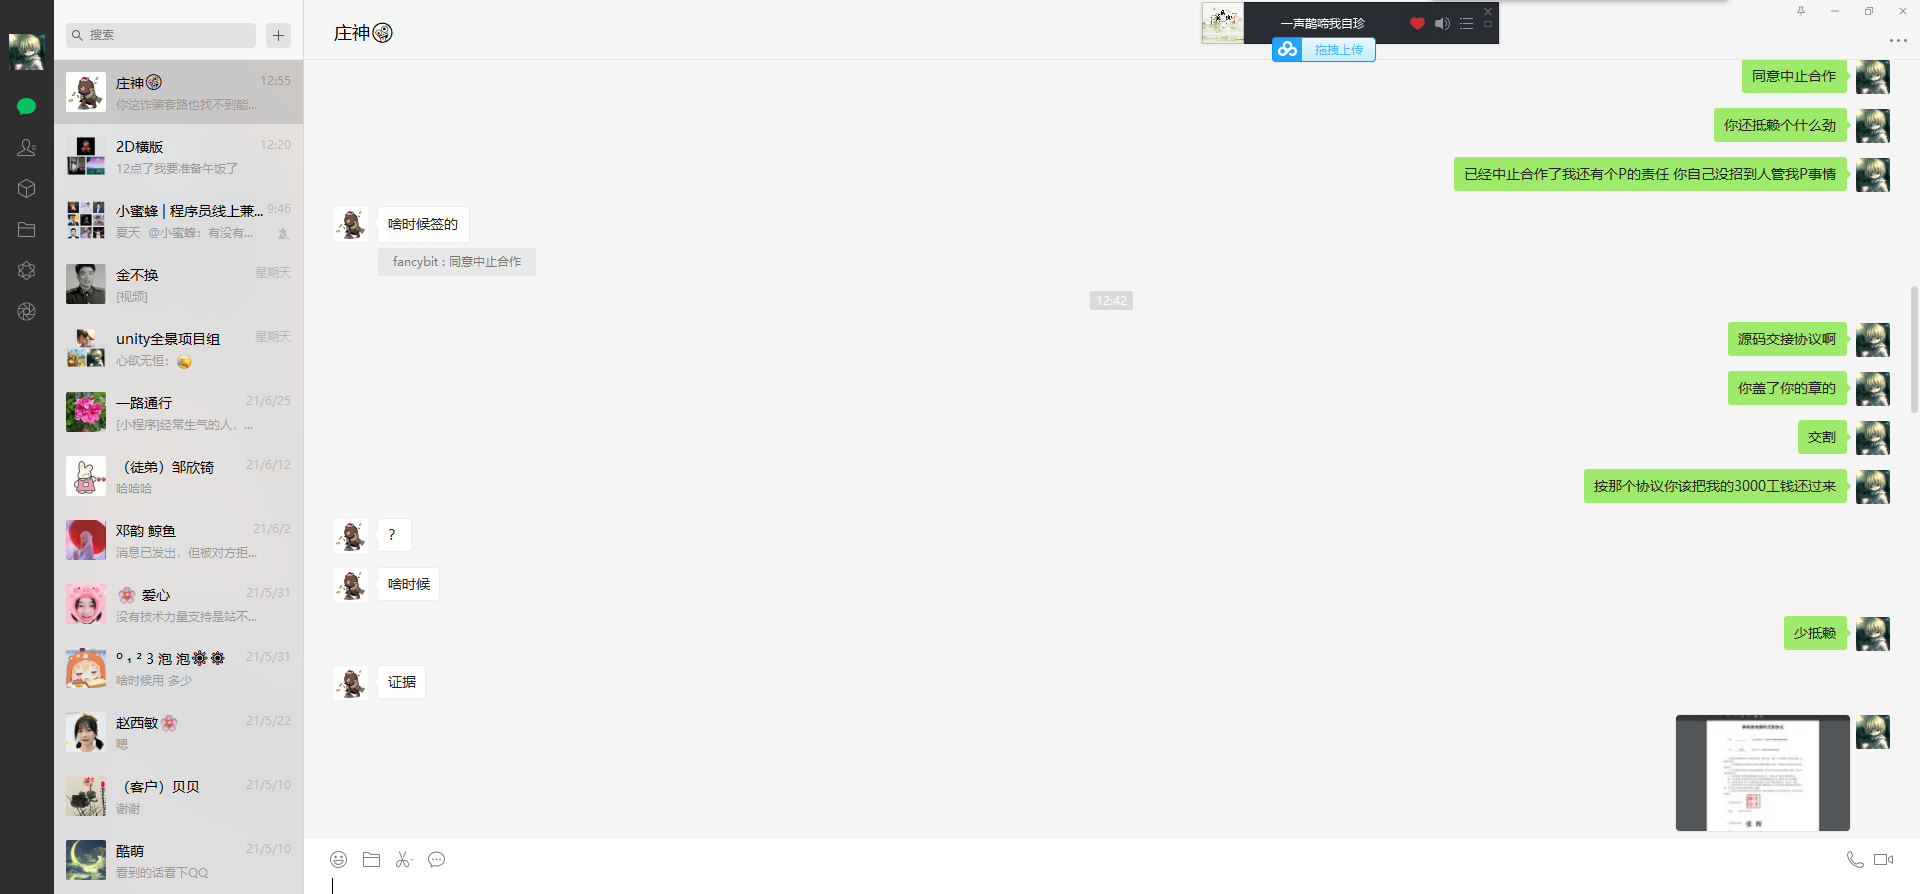 搜索
庄神
12:55
你这诈骗套路也找不到能...
2D横版
12:20
12点了我要准备午饭了
小蜜蜂 | 程序员线上兼...
9:46
夏天 @小蜜蜂：有没有...
金不换
星期天
[视频]
unity全景项目组
星期天
心欲无恒：
一路通行
21/6/25
[小程序]经常生气的人，...
（徒弟）邹欣锜
21/6/12
哈哈哈
邓韵 鲸鱼
21/6/2
消息已发出，但被对方拒...
爱心
21/5/31
没有技术力量支持是站不...
º ₁ ² 3 泡 泡
21/5/31
啥时候用 多少
赵西敏
21/5/22
嗯
（客户）贝贝
21/5/10
谢谢
酷萌
21/5/10
看到的话看下QQ
庄神
一声鹊啼我自珍
拖拽上传
同意中止合作
你还抵赖个什么劲
已经中止合作了我还有个P的责任 你自己没招到人管我P事情
啥时候签的
fancybit : 同意中止合作
12:42
源码交接协议啊
你盖了你的章的
交割
按那个协议你该把我的3000工钱还过来
？
啥时候
少抵赖
证据